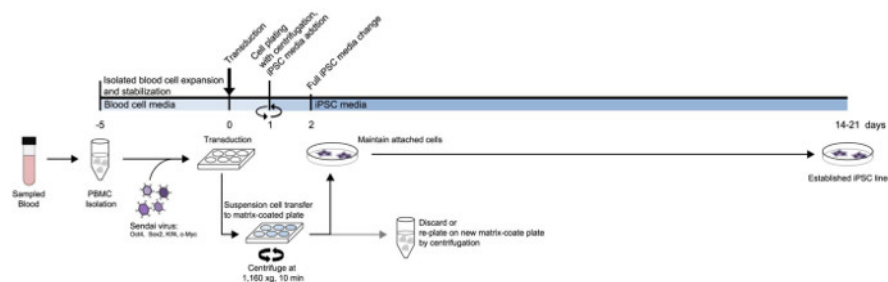 Transduction
Cell plating
with centrifugation,
iPSC media addtion
Full iPSC media change
Isolated blood cell expansion
and stabilization
Blood cell media
iPSC media
-5
0
1
2
14-21 days
Transduction
Maintain attached cells
Sampled
Blood
PBMC
Isolation
Established iPSC line
Suspension cell transfer
to matrix-coated plate
Sendai virus:
Oct4, Sox2, Klf4, c-Myc
Discard or
re-plate on new matrix-coate plate
by centrifugation
Centrifuge at
1,160 xg, 10 min